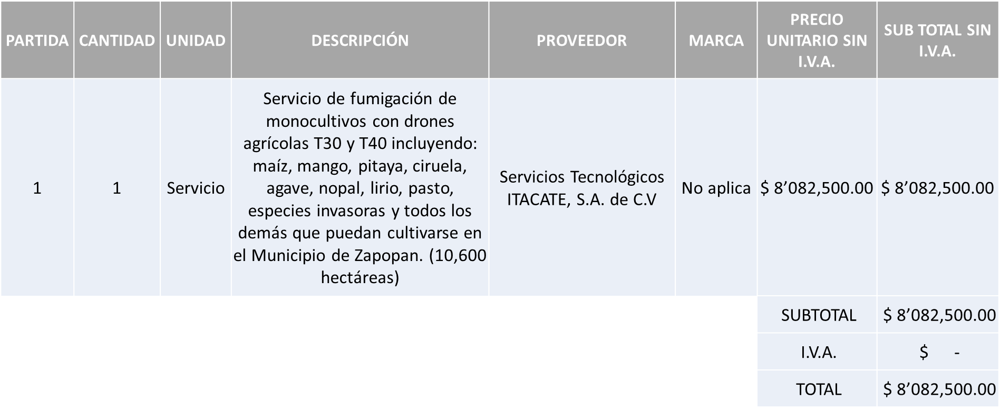 PARTIDA
CANTIDAD
UNIDAD
DESCRIPCIÓN
PROVEEDOR
MARCA
PRECIO
UNITARIO SIN
I.V.A.
SUB TOTAL SIN
I.V.A.
1
1
Servicio
Servicio de fumigación de
monocultivos con drones
agrícolas T30 y T40 incluyendo:
maíz, mango, pitaya, ciruela,
agave, nopal, lirio, pasto,
especies invasoras y todos los
demás que puedan cultivarse en
el Municipio de Zapopan. (10,600
hectáreas)
Servicios Tecnológicos
ITACATE, S.A. de C.V
No aplica
$ 8’082,500.00
$ 8’082,500.00
SUBTOTAL
$ 8’082,500.00
I.V.A.
$ -
TOTAL
$ 8’082,500.00